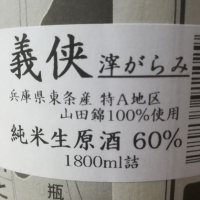 義侠 滓がらみ
兵庫県東条産 特A地区
山田錦100%使用
純米生原酒 60%
1800ml詰
瓶